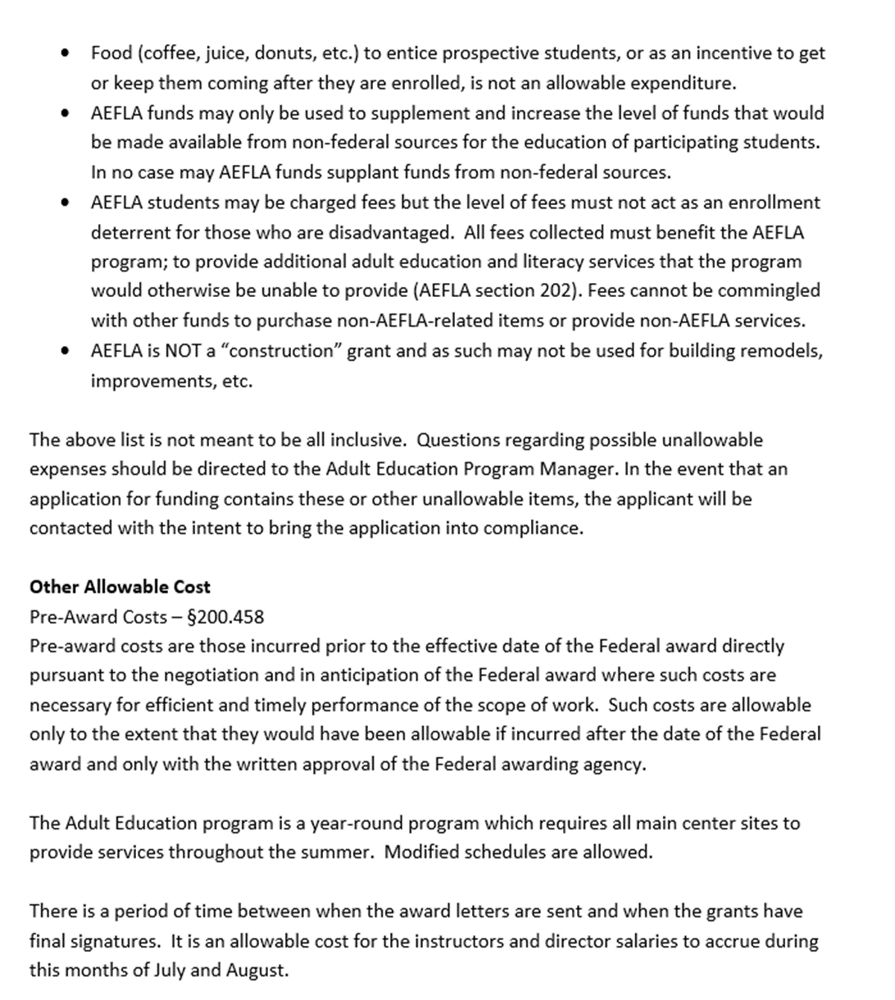 • Food (coffee, juice, donuts, etc.) to entice prospective students, or as an incentive to get
or keep them coming after they are enrolled, is not an allowable expenditure.
• AEFLA funds may only be used to supplement and increase the level of funds that would
be made available from non-federal sources for the education of participating students.
In no case may AEFLA funds supplant funds from non-federal sources.
• AEFLA students may be charged fees but the level of fees must not act as an enrollment
deterrent for those who are disadvantaged.  All fees collected must benefit the AEFLA
program; to provide additional adult education and literacy services that the program
would otherwise be unable to provide (AEFLA section 202). Fees cannot be commingled
with other funds to purchase non-AEFLA-related items or provide non-AEFLA services.
• AEFLA is NOT a “construction” grant and as such may not be used for building remodels,
improvements, etc.
The above list is not meant to be all inclusive.  Questions regarding possible unallowable
expenses should be directed to the Adult Education Program Manager. In the event that an
application for funding contains these or other unallowable items, the applicant will be
contacted with the intent to bring the application into compliance.
Other Allowable Cost
Pre-Award Costs – §200.458
Pre-award costs are those incurred prior to the effective date of the Federal award directly
pursuant to the negotiation and in anticipation of the Federal award where such costs are
necessary for efficient and timely performance of the scope of work.  Such costs are allowable
only to the extent that they would have been allowable if incurred after the date of the Federal
award and only with the written approval of the Federal awarding agency.
The Adult Education program is a year-round program which requires all main center sites to
provide services throughout the summer.  Modified schedules are allowed.
There is a period of time between when the award letters are sent and when the grants have
final signatures.  It is an allowable cost for the instructors and director salaries to accrue during
this months of July and August.